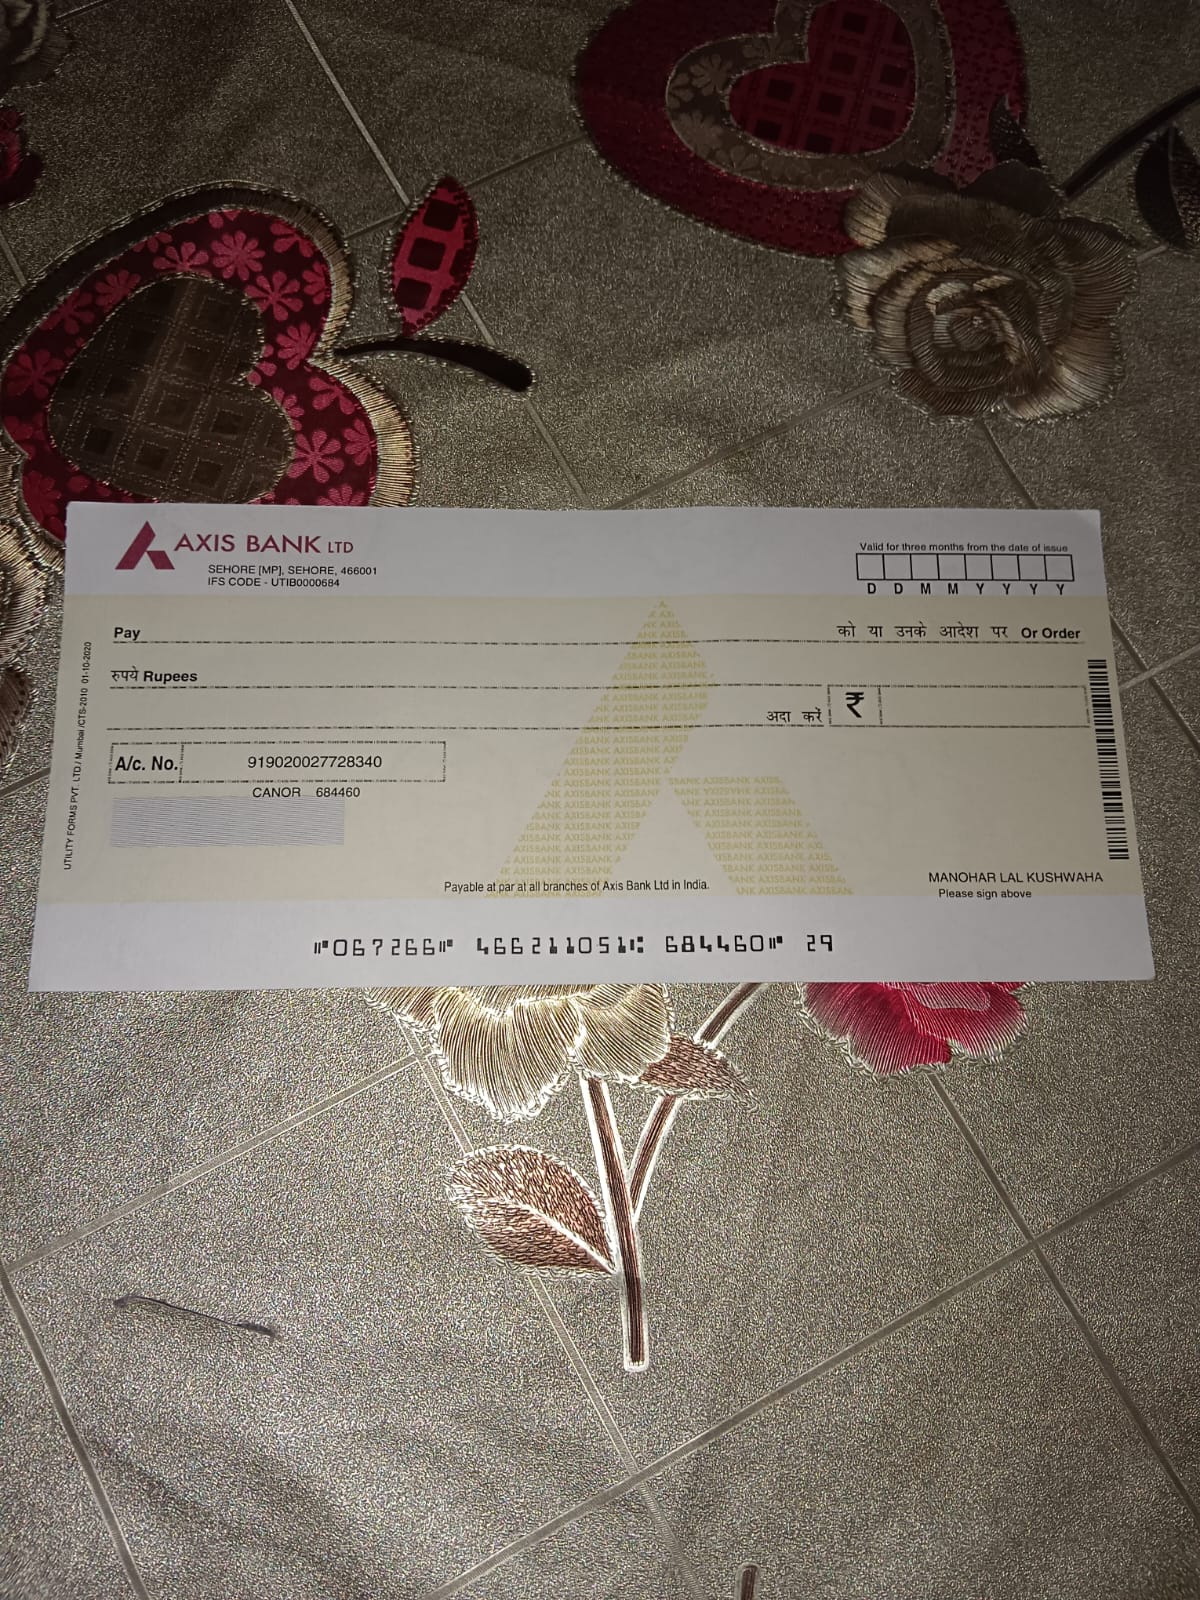 AXIS BANK LTD
SEHORE [MP], SEHORE, 466001
IFS CODE - UTIB0000684
Valid for three months from the date of issue
D D M M Y Y Y Y
Pay
को या उनके आदेश पर Or Order
रुपये Rupees
अदा करें ₹
A/c. No. 919020027728340
CANOR 684460
Payable at par at all branches of Axis Bank Ltd in India.
MANOHAR LAL KUSHWAHA
Please sign above
⑈067266⑈ 466211051⑆ 684460⑈ 29
UTILITY FORMS PVT. LTD./ Mumbai /CTS-2010 01-10-2020